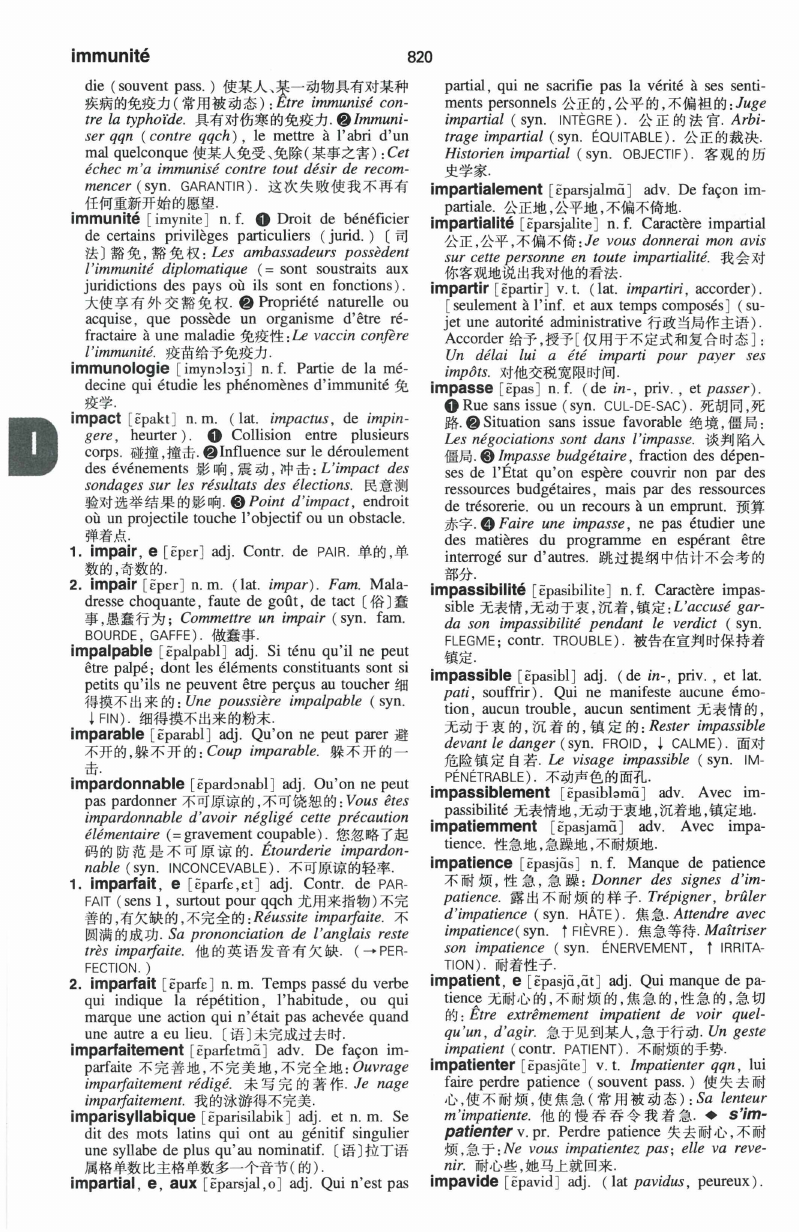 immunité
820
die (souvent pass.) 使某人、某一动物具有对某种
疾病的免疫力(常用被动态):Être immunisé con-
tre la typhoïde. 具有对伤寒的免疫力. ❷ Immuni-
ser qqn (contre qqch), le mettre à l'abri d'un
mal quelconque 使某人免受、免除(某事之害):Cet
échec m'a immunisé contre tout désir de recom-
mencer (syn. GARANTIR). 这次失败使我不再有
任何重新开始的愿望.
immunité [imynite] n. f. ❶ Droit de bénéficier
de certains privilèges particuliers (jurid.) 〔司
法〕豁免,豁免权: Les ambassadeurs possèdent
l'immunité diplomatique (= sont soustraits aux
juridictions des pays où ils sont en fonctions).
大使享有外交豁免权. ❷ Propriété naturelle ou
acquise, que possède un organisme d'être ré-
fractaire à une maladie 免疫性:Le vaccin confère
l'immunité. 疫苗给予免疫力.
immunologie [imynɔlɔʒi] n. f. Partie de la mé-
decine qui étudie les phénomènes d'immunité 免
疫学.
impact [ɛ̃pakt] n. m. (lat. impactus, de impin-
gere, heurter). ❶ Collision entre plusieurs
corps. 碰撞,撞击. ❷ Influence sur le déroulement
des événements 影响,震动,冲击: L'impact des
sondages sur les résultats des élections. 民意测
验对选举结果的影响. ❸ Point d'impact, endroit
où un projectile touche l'objectif ou un obstacle.
弹着点.
1. impair, e [ɛ̃pɛr] adj. Contr. de PAIR. 单的,单
数的,奇数的.
2. impair [ɛ̃pɛr] n. m. (lat. impar). Fam. Mala-
dresse choquante, faute de goût, de tact〔俗〕蠢
事,愚蠢行为; Commettre un impair (syn. fam.
BOURDE, GAFFE). 做蠢事.
impalpable [ɛ̃palpabl] adj. Si ténu qu'il ne peut
être palpé; dont les éléments constituants sont si
petits qu'ils ne peuvent être perçus au toucher 细
得摸不出来的: Une poussière impalpable (syn.
↓FIN). 细得摸不出来的粉末.
imparable [ɛ̃parabl] adj. Qu'on ne peut parer 避
不开的,躲不开的: Coup imparable. 躲不开的一
击.
impardonnable [ɛ̃pardɔnabl] adj. Ou'on ne peut
pas pardonner 不可原谅的,不可饶恕的: Vous êtes
impardonnable d'avoir négligé cette précaution
élémentaire (= gravement coupable). 您忽略了起
码的防范是不可原谅的. Étourderie impardon-
nable (syn. INCONCEVABLE). 不可原谅的轻率.
1. imparfait, e [ɛ̃parfɛ,ɛt] adj. Contr. de PAR-
FAIT (sens 1, surtout pour qqch 尤用来指物)不完
善的,有欠缺的,不完全的:Réussite imparfaite. 不
圆满的成功. Sa prononciation de l'anglais reste
très imparfaite. 他的英语发音有欠缺. (→PER-
FECTION.)
2. imparfait [ɛ̃parfɛ] n. m. Temps passé du verbe
qui indique la répétition, l'habitude, ou qui
marque une action qui n'était pas achevée quand
une autre a eu lieu.〔语〕未完成过去时.
imparfaitement [ɛ̃parfɛtmɑ̃] adv. De façon im-
parfaite 不完善地,不完美地,不完全地: Ouvrage
imparfaitement rédigé. 未写完的著作. Je nage
imparfaitement. 我的泳游得不完美.
imparisyllabique [ɛ̃parisilabik] adj. et n. m. Se
dit des mots latins qui ont au génitif singulier
une syllabe de plus qu'au nominatif.〔语〕拉丁语
属格单数比主格单数多一个音节(的).
impartial, e, aux [ɛ̃parsjal,o] adj. Qui n'est pas
partial, qui ne sacrifie pas la vérité à ses senti-
ments personnels 公正的,公平的,不偏袒的:Juge
impartial (syn. INTÈGRE). 公正的法官. Arbi-
trage impartial (syn. ÉQUITABLE). 公正的裁决.
Historien impartial (syn. OBJECTIF). 客观的历
史学家.
impartialement [ɛ̃parsjalmɑ̃] adv. De façon im-
partiale. 公正地,公平地,不偏不倚地.
impartialité [ɛ̃parsjalite] n. f. Caractère impartial
公正,公平,不偏不倚: Je vous donnerai mon avis
sur cette personne en toute impartialité. 我会对
你客观地说出我对他的看法.
impartir [ɛ̃partir] v. t. (lat. impartiri, accorder).
[seulement à l'inf. et aux temps composés] (su-
jet une autorité administrative 行政当局作主语).
Accorder 给予,授予[仅用于不定式和复合时态]:
Un délai lui a été imparti pour payer ses
impôts. 对他交税宽限时间.
impasse [ɛ̃pas] n. f. (de in-, priv., et passer).
❶ Rue sans issue (syn. CUL-DE-SAC). 死胡同,死
路. ❷ Situation sans issue favorable 绝境,僵局:
Les négociations sont dans l'impasse. 谈判陷入
僵局. ❸ Impasse budgétaire, fraction des dépen-
ses de l'État qu'on espère couvrir non par des
ressources budgétaires, mais par des ressources
de trésorerie. ou un recours à un emprunt. 预算
赤字. ❹ Faire une impasse, ne pas étudier une
des matières du programme en espérant être
interrogé sur d'autres. 跳过提纲中估计不会考的
部分.
impassibilité [ɛ̃pasibilite] n. f. Caractère impas-
sible 无表情,无动于衷,沉着,镇定:L'accusé gar-
da son impassibilité pendant le verdict (syn.
FLEGME; contr. TROUBLE). 被告在宣判时保持着
镇定.
impassible [ɛ̃pasibl] adj. (de in-, priv., et lat.
pati, souffrir). Qui ne manifeste aucune émo-
tion, aucun trouble, aucun sentiment 无表情的,
无动于衷的,沉着的,镇定的: Rester impassible
devant le danger (syn. FROID, ↓ CALME). 面对
危险镇定自若. Le visage impassible (syn. IM-
PÉNÉTRABLE). 不动声色的面孔.
impassiblement [ɛ̃pasibləmɑ̃] adv. Avec im-
passibilité 无表情地,无动于衷地,沉着地,镇定地.
impatiemment [ɛ̃pasjamɑ̃] adv. Avec impa-
tience. 性急地,急躁地,不耐烦地.
impatience [ɛ̃pasjɑ̃s] n. f. Manque de patience
不耐烦,性急,急躁: Donner des signes d'im-
patience. 露出不耐烦的样子. Trépigner, brûler
d'impatience (syn. HÂTE). 焦急. Attendre avec
impatience(syn. ↑FIÈVRE). 焦急等待. Maîtriser
son impatience (syn. ÉNERVEMENT, ↑ IRRITA-
TION). 耐着性子.
impatient, e [ɛ̃pasjɑ̃,ɑ̃t] adj. Qui manque de pa-
tience 无耐心的,不耐烦的,焦急的,性急的,急切
的: Être extrêmement impatient de voir quel-
qu'un, d'agir. 急于见到某人,急于行动. Un geste
impatient (contr. PATIENT). 不耐烦的手势.
impatienter [ɛ̃pasjɑ̃te] v. t. Impatienter qqn, lui
faire perdre patience (souvent pass.) 使失去耐
心,使不耐烦,使焦急(常用被动态):Sa lenteur
m'impatiente. 他的慢吞吞令我着急. ◆ s'im-
patienter v. pr. Perdre patience 失去耐心,不耐
烦,急于:Ne vous impatientez pas; elle va reve-
nir. 耐心些,她马上就回来.
impavide [ɛ̃pavid] adj. (lat pavidus, peureux).
I